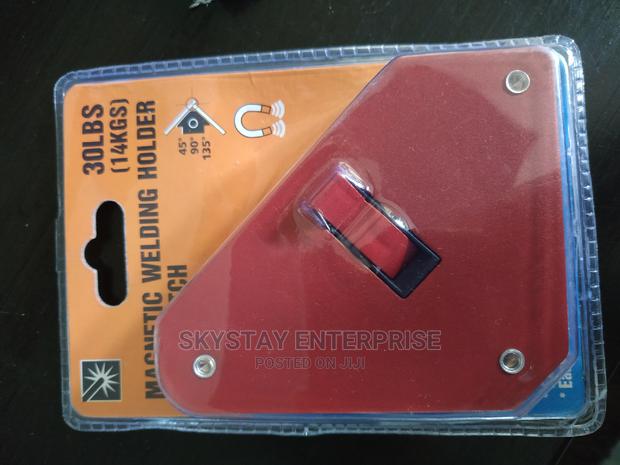 30LBS
(14KGS)
MAGNETIC WELDING HOLDER
45°
90°
135°
SKYSTAY ENTERPRISE
POSTED ON JIJI